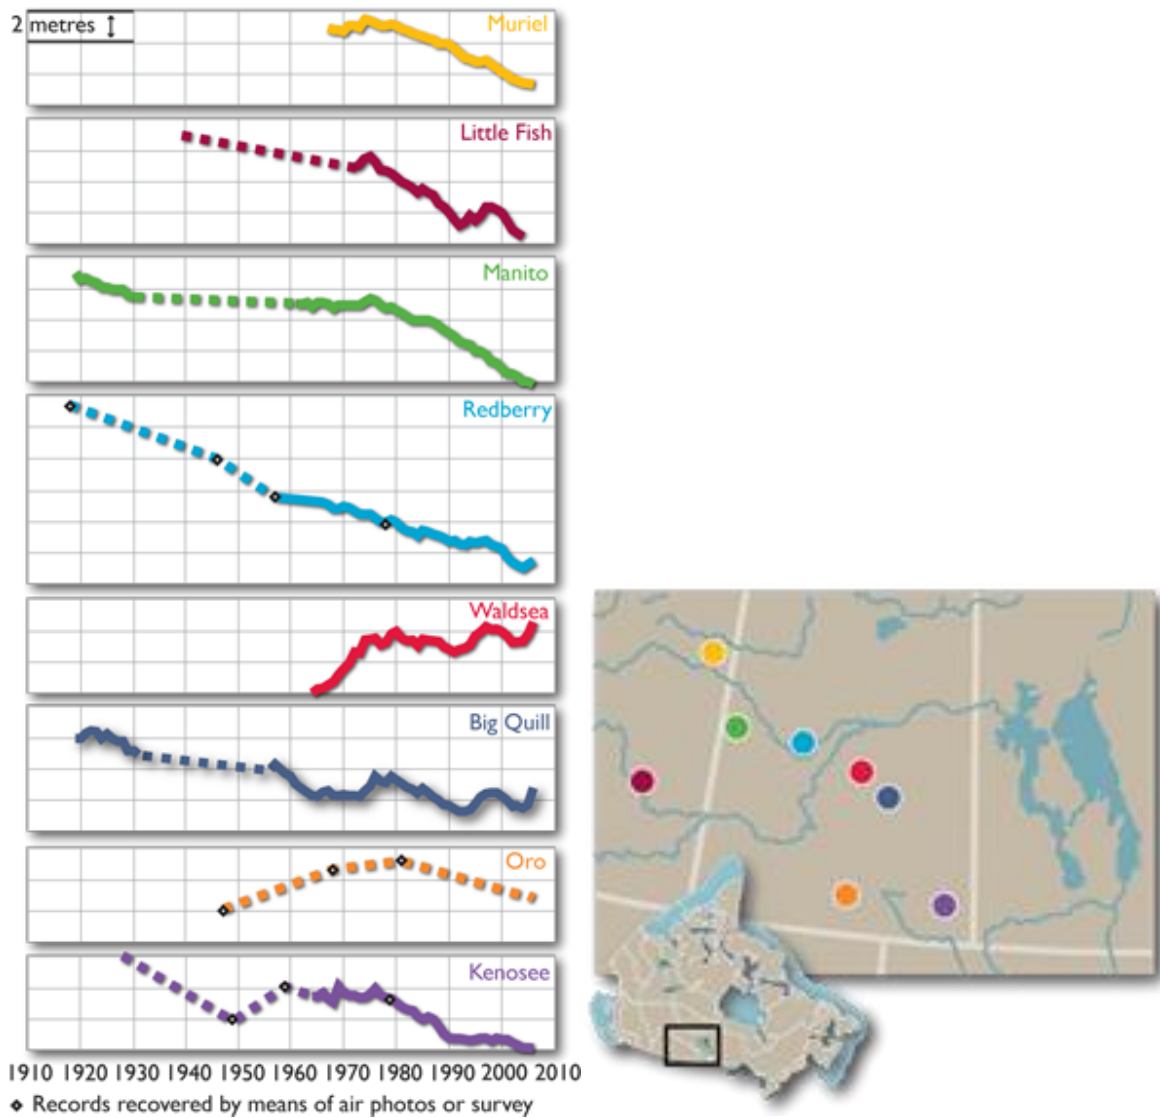 2 metres
Muriel
Little Fish
Manito
Redberry
Waldsea
Big Quill
Oro
Kenosee
1910 1920 1930 1940 1950 1960 1970 1980 1990 2000 2010
Records recovered by means of air photos or survey